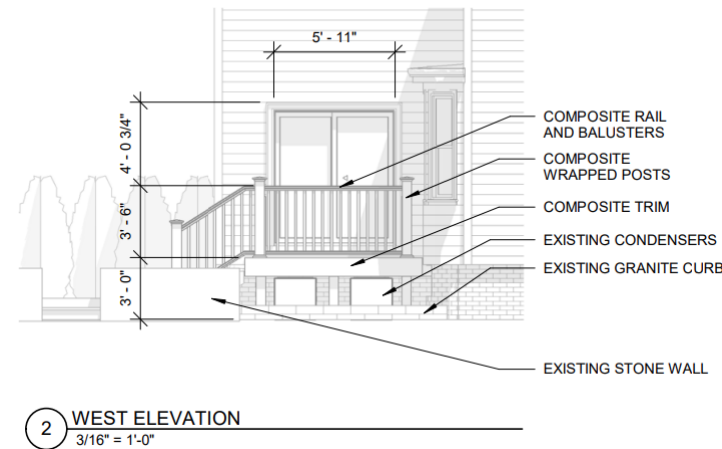 5' - 11"
4' - 0 3/4"
3' - 6"
3' - 0"
COMPOSITE RAIL
AND BALUSTERS
COMPOSITE
WRAPPED POSTS
COMPOSITE TRIM
EXISTING CONDENSERS
EXISTING GRANITE CURB
EXISTING STONE WALL
2
WEST ELEVATION
3/16" = 1'-0"